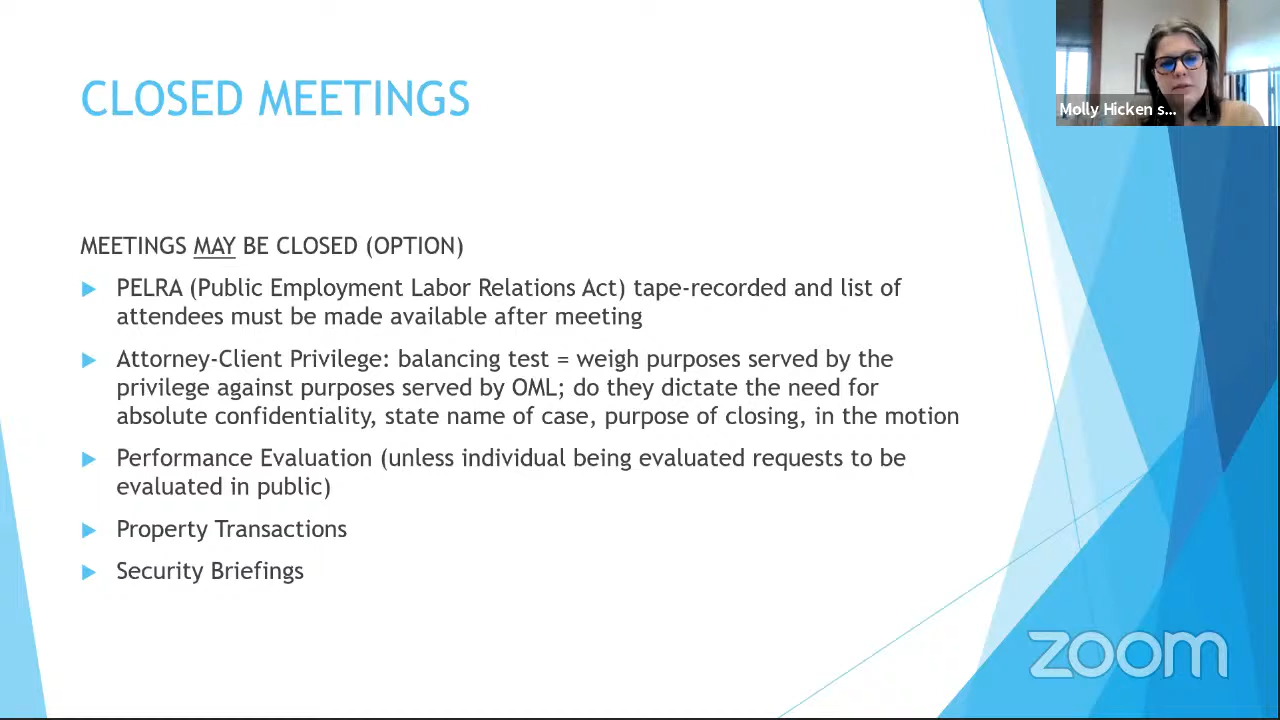 CLOSED MEETINGS
Molly Hicken s...
MEETINGS MAY BE CLOSED (OPTION)
PELRA (Public Employment Labor Relations Act) tape-recorded and list of
attendees must be made available after meeting
Attorney-Client Privilege: balancing test = weigh purposes served by the
privilege against purposes served by OML; do they dictate the need for
absolute confidentiality, state name of case, purpose of closing, in the motion
Performance Evaluation (unless individual being evaluated requests to be
evaluated in public)
Property Transactions
Security Briefings
zoom